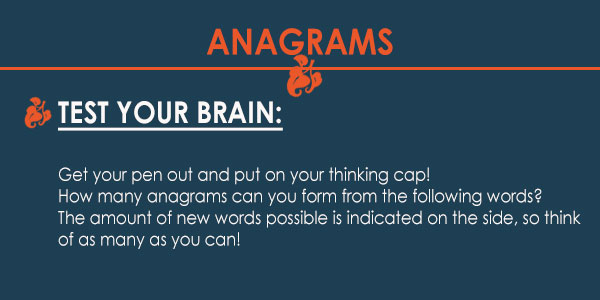 ANAGRAMS
TEST YOUR BRAIN:
Get your pen out and put on your thinking cap!
How many anagrams can you form from the following words?
The amount of new words possible is indicated on the side, so think
of as many as you can!